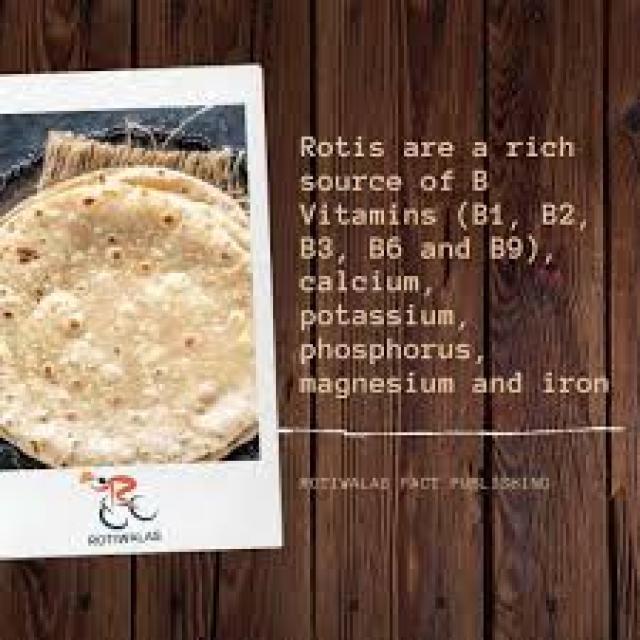 Rotis are a rich
source of B
Vitamins (B1, B2,
B3, B6 and B9),
calcium,
potassium,
phosphorus,
magnesium and iron
ROTIWALAS FACT PUBLISHING
ROTIWALAS